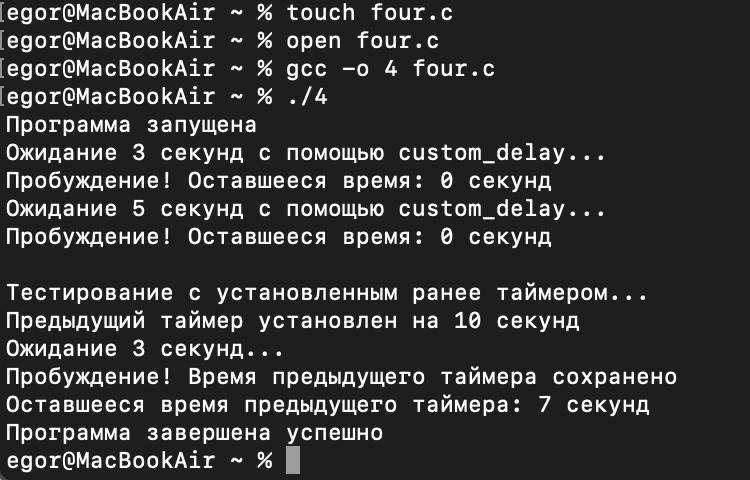 [egor@MacBookAir ~ % touch four.c
[egor@MacBookAir ~ % open four.c
[egor@MacBookAir ~ % gcc -o 4 four.c
[egor@MacBookAir ~ % ./4
Программа запущена
Ожидание 3 секунд с помощью custom_delay...
Пробуждение! Оставшееся время: 0 секунд
Ожидание 5 секунд с помощью custom_delay...
Пробуждение! Оставшееся время: 0 секунд
Тестирование с установленным ранее таймером...
Предыдущий таймер установлен на 10 секунд
Ожидание 3 секунд...
Пробуждение! Время предыдущего таймера сохранено
Оставшееся время предыдущего таймера: 7 секунд
Программа завершена успешно
egor@MacBookAir ~ %